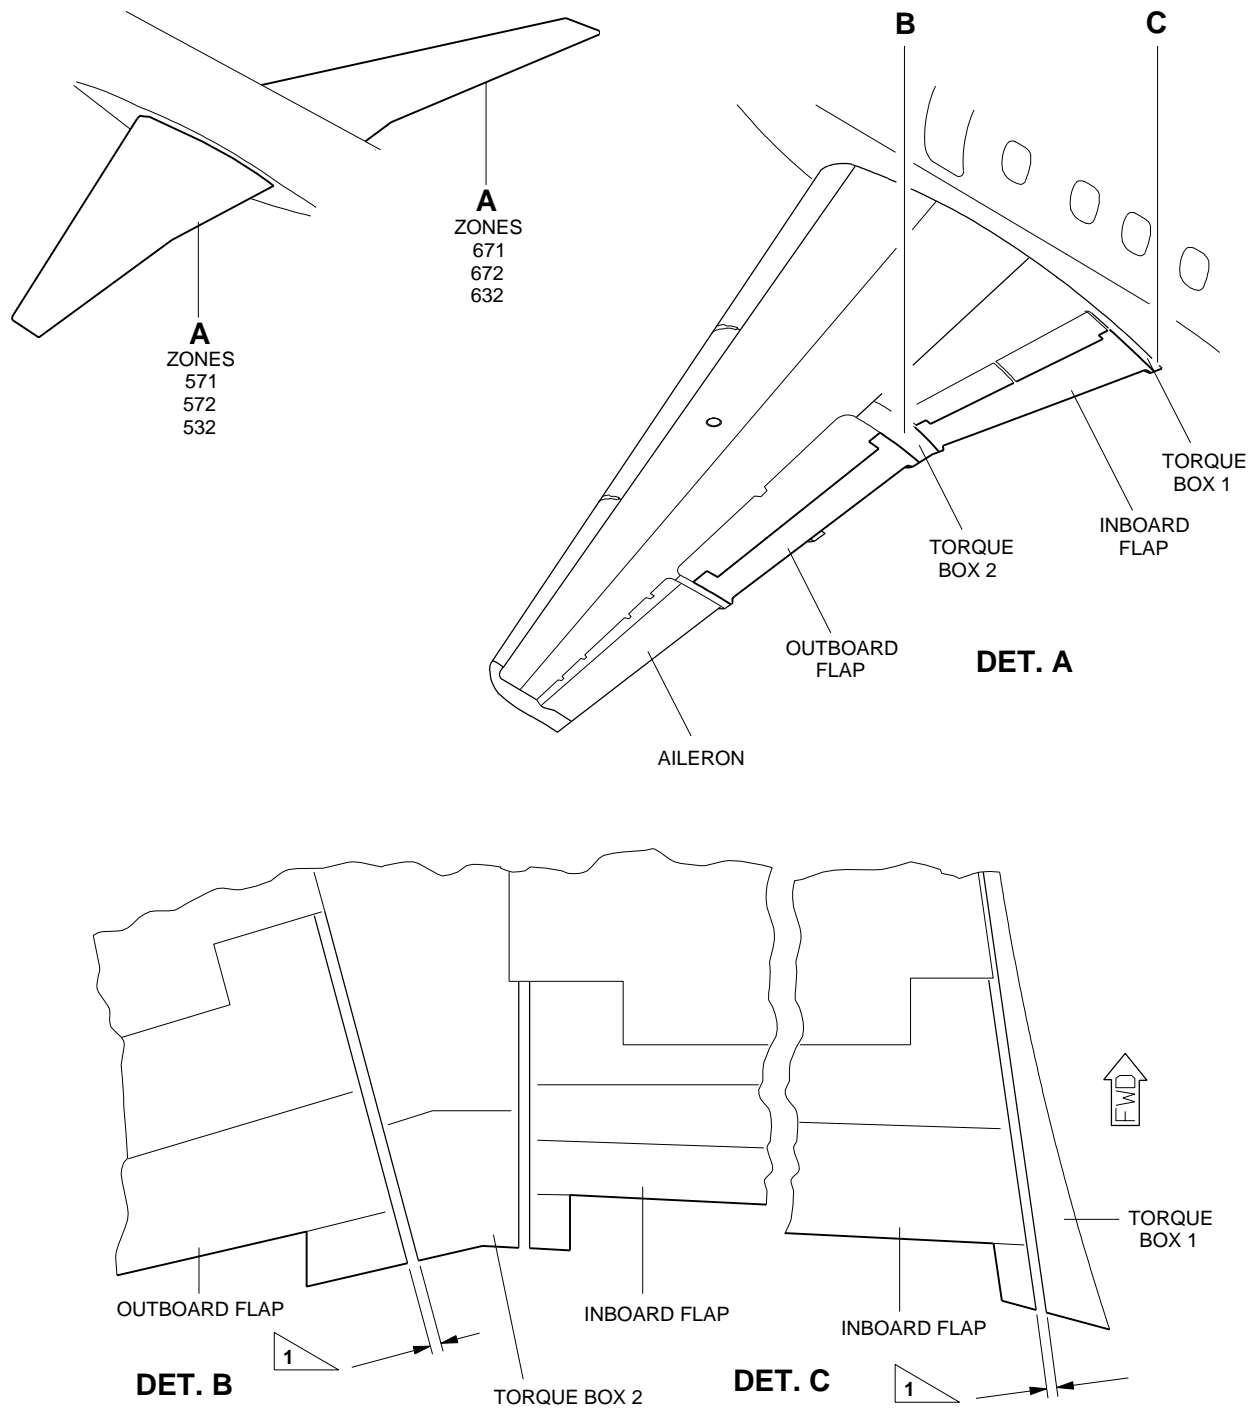 B
C
A
ZONES
671
672
632
A
ZONES
571
572
532
TORQUE
BOX 1
INBOARD
FLAP
TORQUE
BOX 2
OUTBOARD
FLAP
DET. A
AILERON
FWD
TORQUE
BOX 1
OUTBOARD FLAP
INBOARD FLAP
INBOARD FLAP
1
DET. B
TORQUE BOX 2
DET. C
1